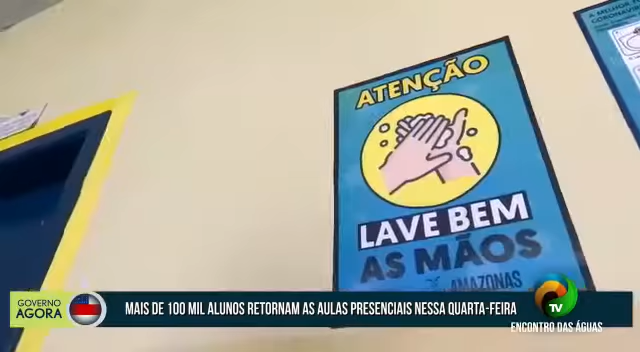 ATENÇÃO
LAVE BEM
AS MÃOS
AMAZONAS
A MELHOR
GOVERNO
AGORA
MAIS DE 100 MIL ALUNOS RETORNAM AS AULAS PRESENCIAIS NESSA QUARTA-FEIRA
TV
ENCONTRO DAS ÁGUAS